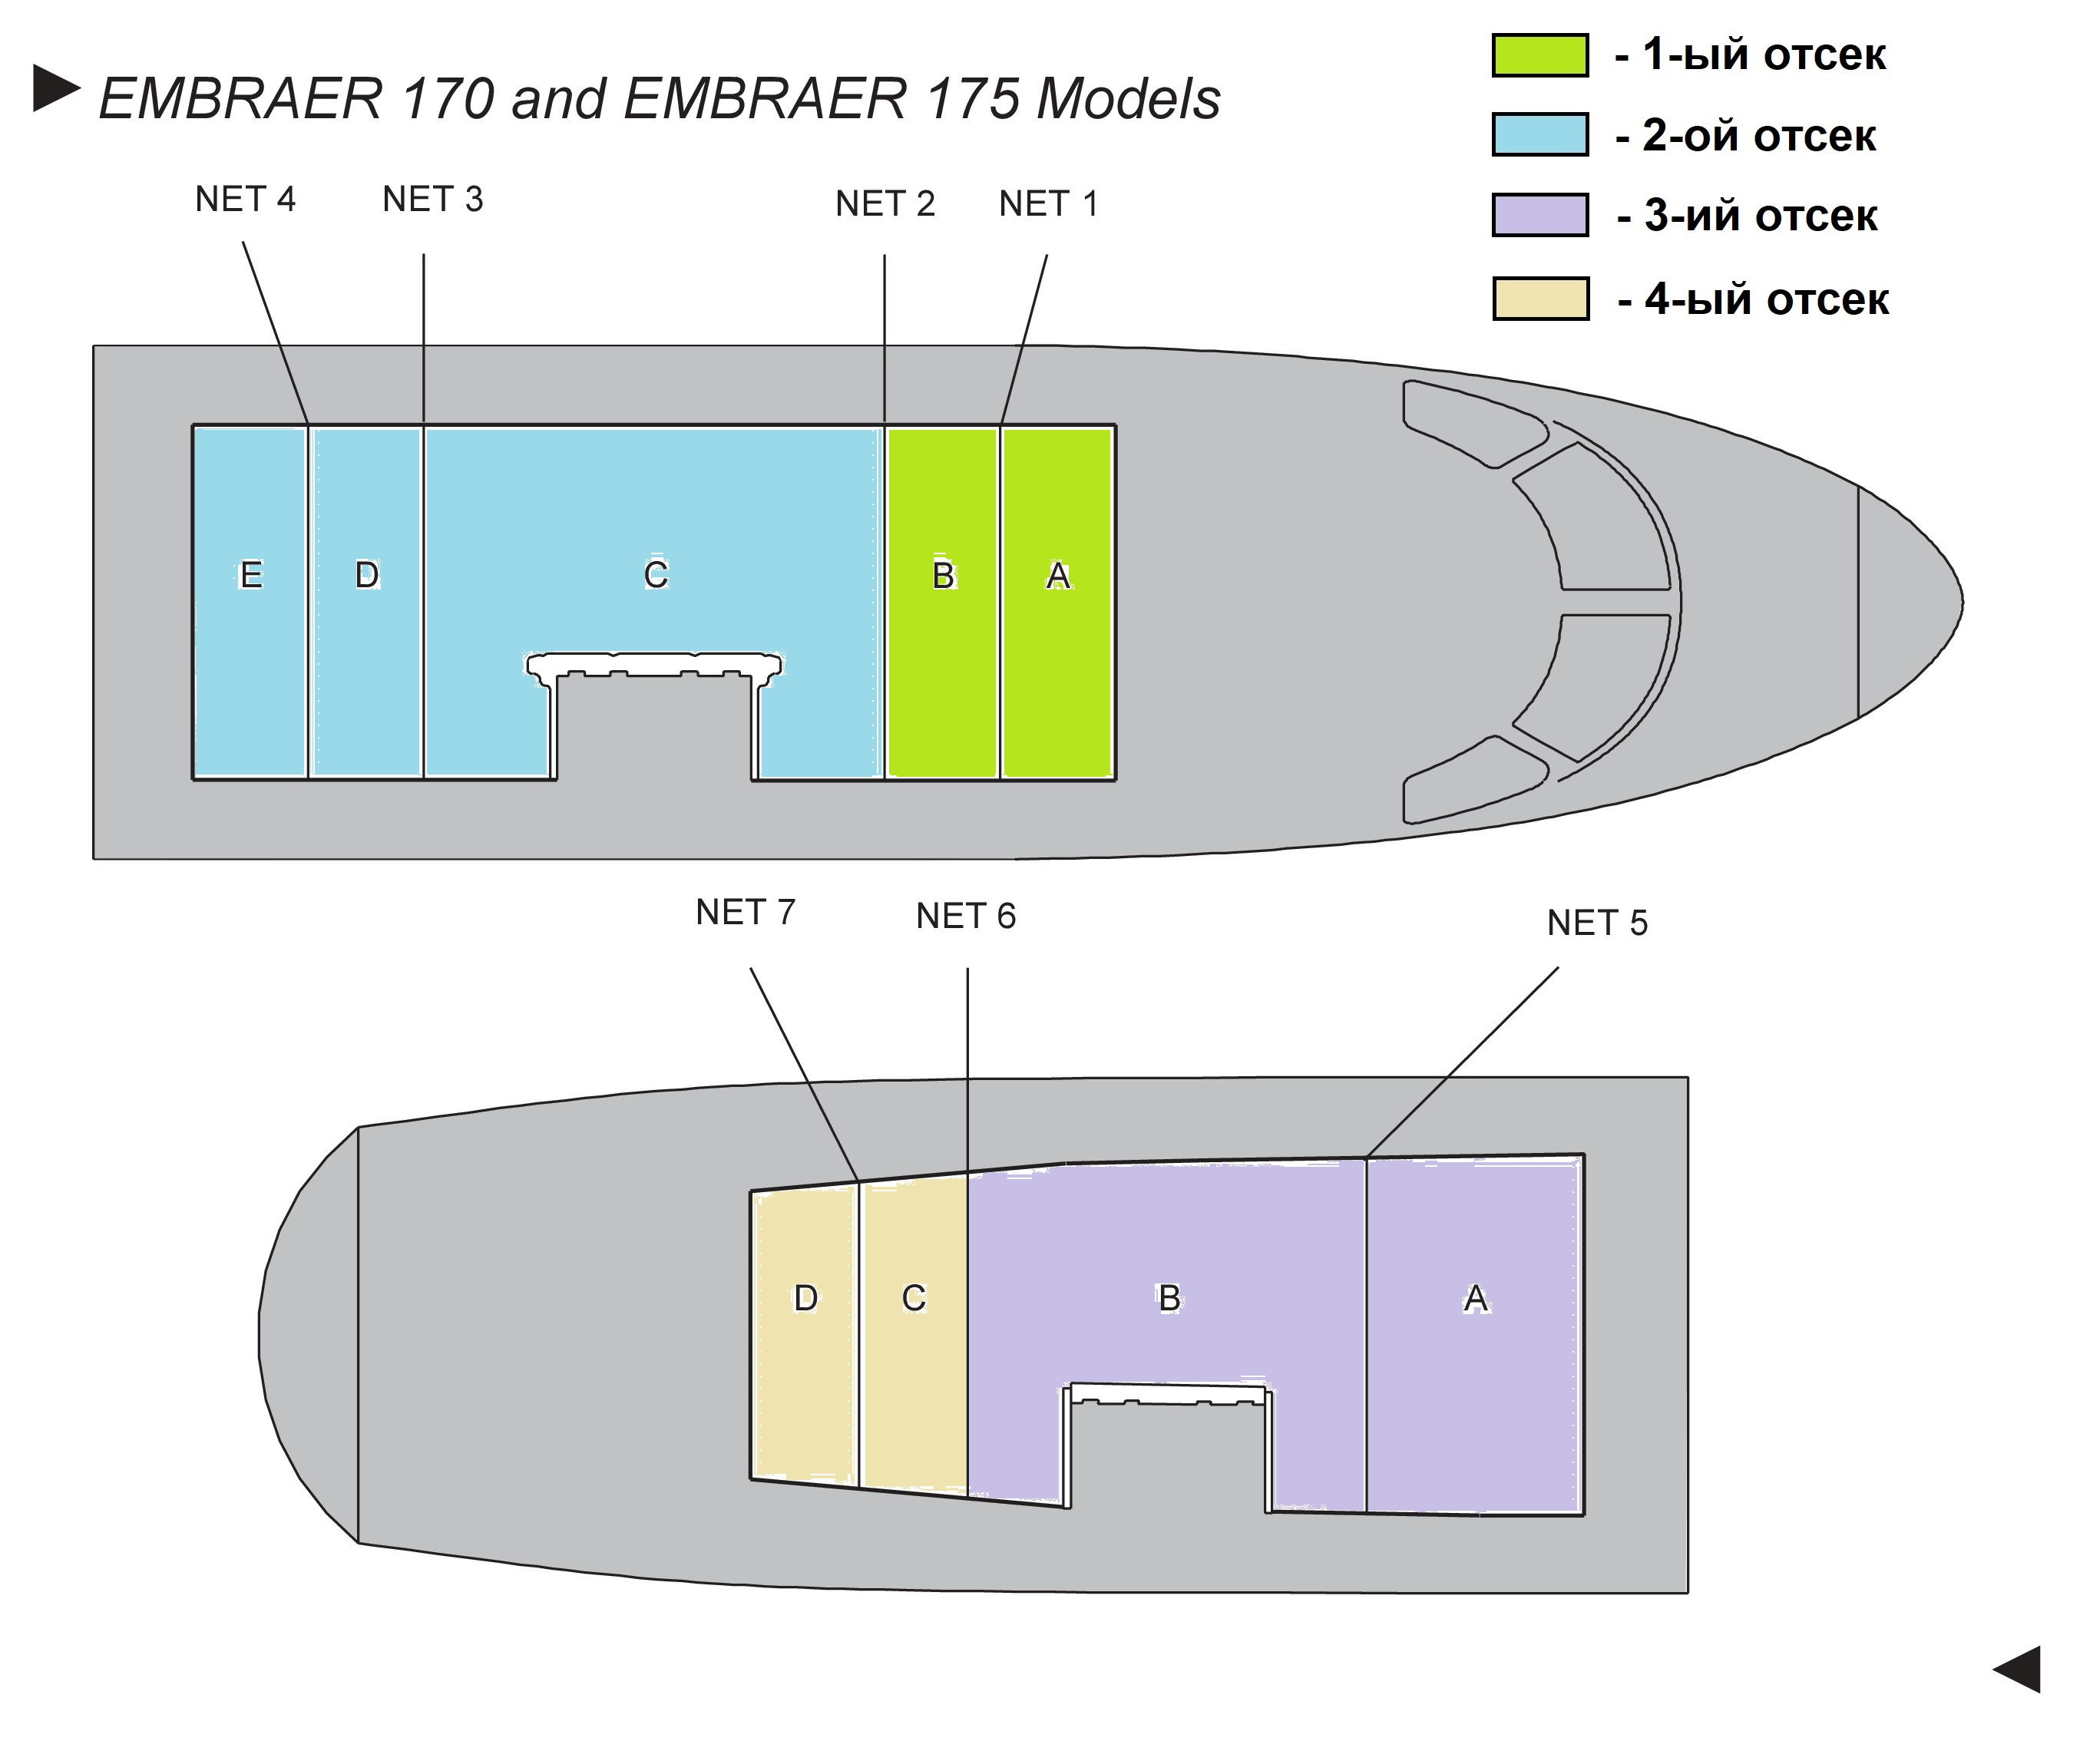 EMBRAER 170 and EMBRAER 175 Models
- 1-ый отсек
- 2-ой отсек
- 3-ий отсек
- 4-ый отсек
NET 4
NET 3
NET 2
NET 1
E
D
C
B
A
NET 7
NET 6
NET 5
D
C
B
A